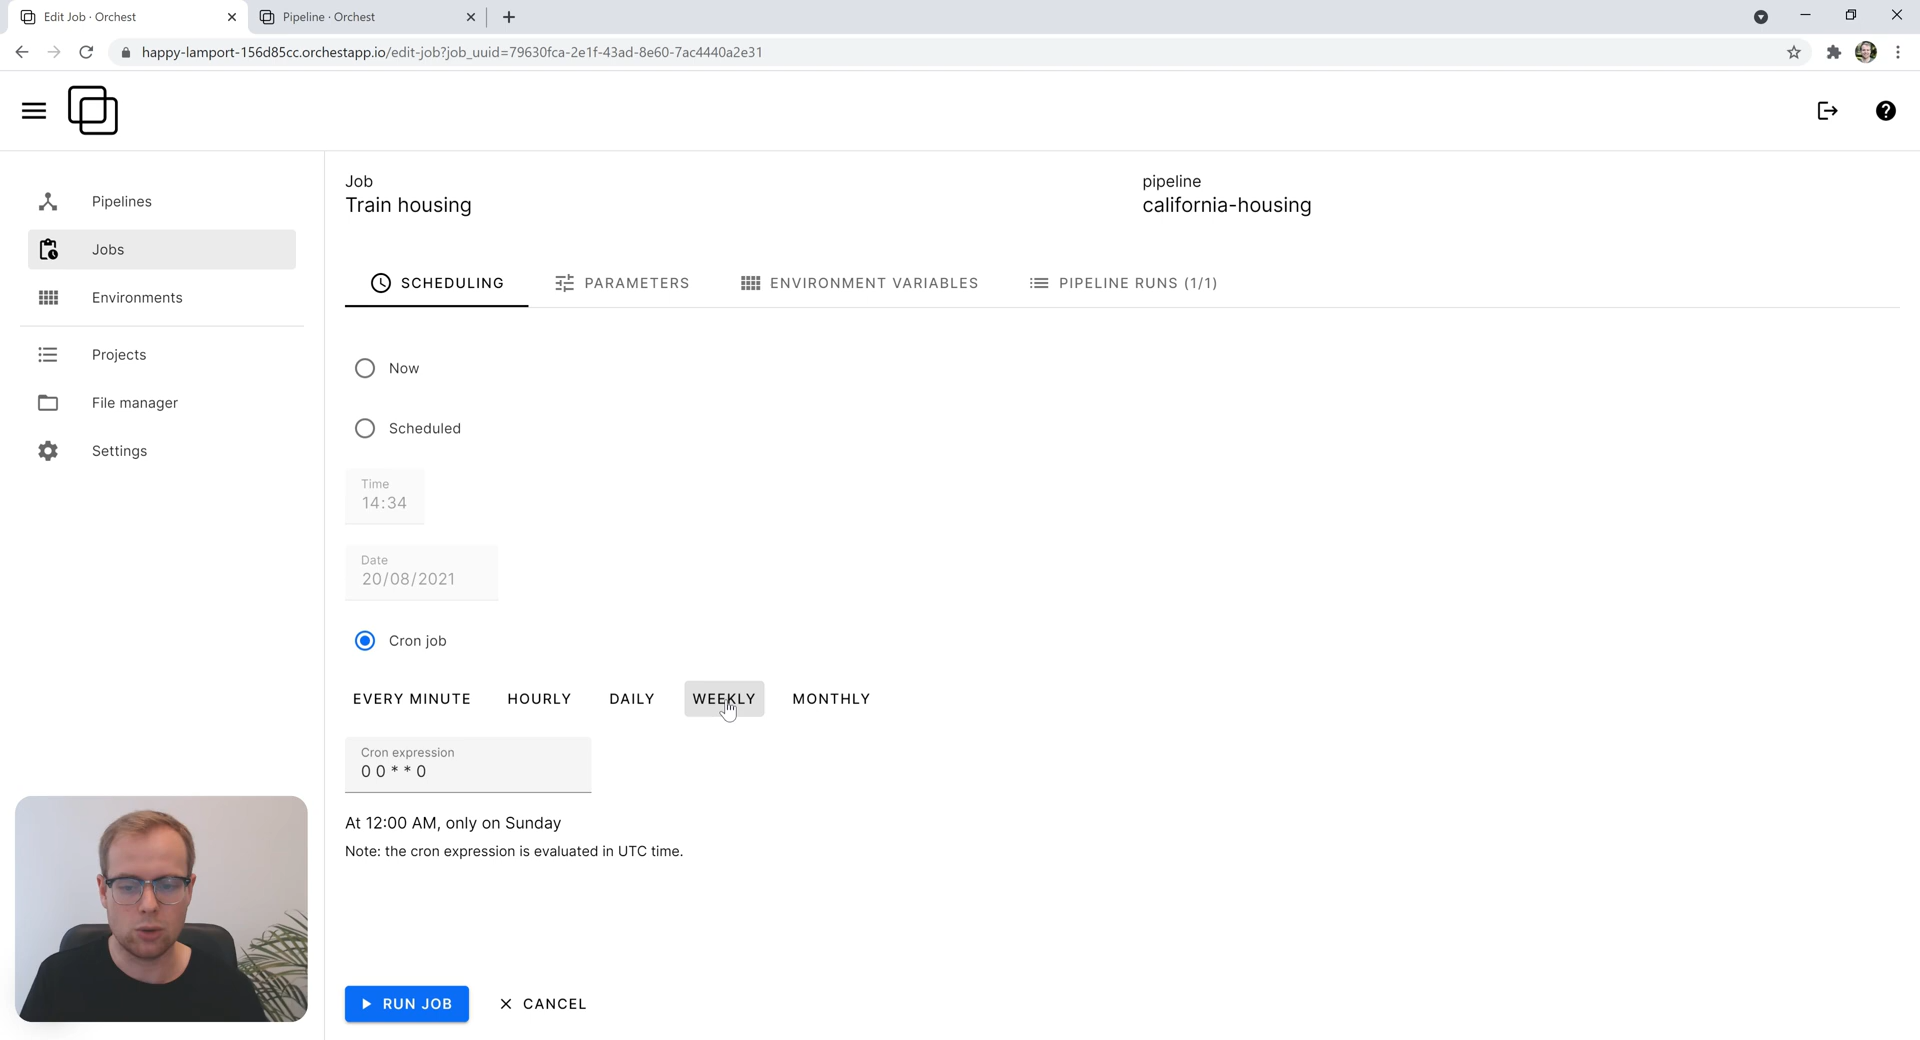 Edit Job · Orchest
Pipeline · Orchest
happy-lamport-156d85cc.orchestapp.io/edit-job?job_uuid=79630fca-2e1f-43ad-8e60-7ac4440a2e31
Pipelines
Jobs
Environments
Projects
File manager
Settings
Job
Train housing
pipeline
california-housing
SCHEDULING
PARAMETERS
ENVIRONMENT VARIABLES
PIPELINE RUNS (1/1)
Now
Scheduled
Time
14:34
Date
20/08/2021
Cron job
EVERY MINUTE HOURLY DAILY WEEKLY MONTHLY
Cron expression
0 0 * * 0
At 12:00 AM, only on Sunday
Note: the cron expression is evaluated in UTC time.
RUN JOB
CANCEL